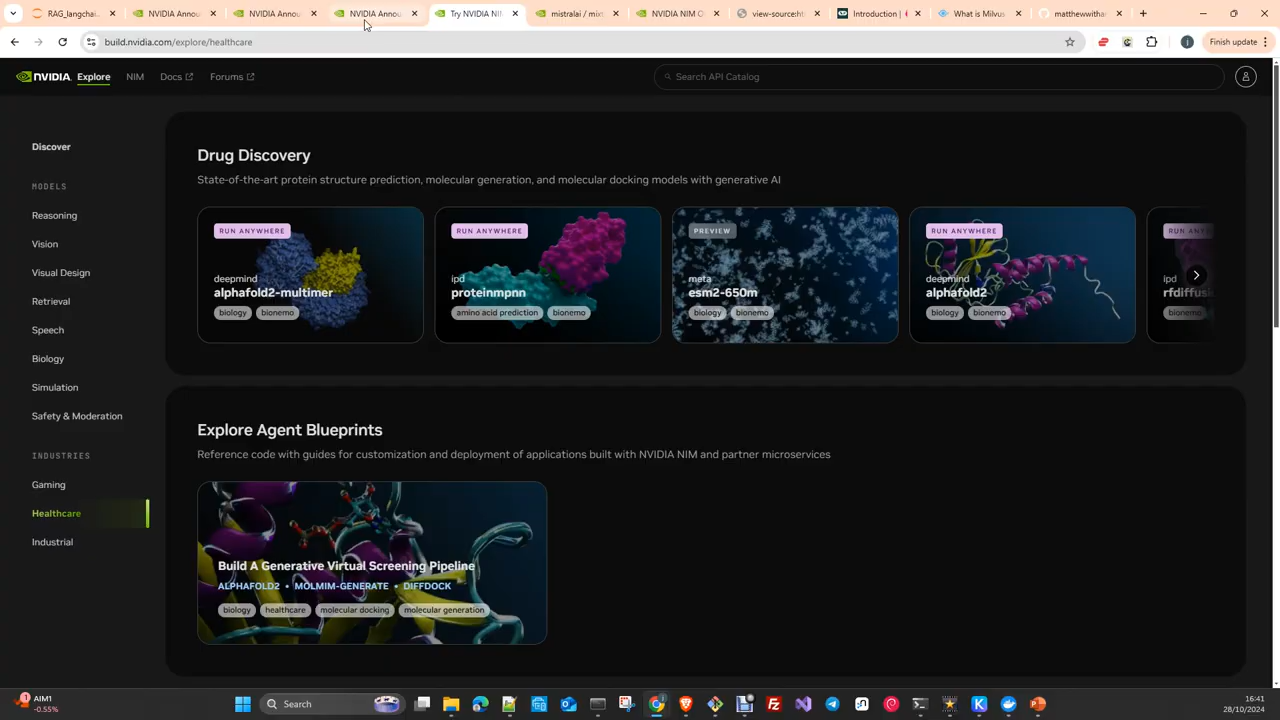 RAG_langchai
NVIDIA Annou
NVIDIA Annou
NVIDIA Annou
Try NVIDIA NI
mistralai / mix
NVIDIA NIM C
view-source:ht
Introduction |
What is Milvus
matthewwitha
build.nvidia.com/explore/healthcare
Finish update
NVIDIA.
Explore
NIM
Docs
Forums
Search API Catalog
Discover
MODELS
Reasoning
Vision
Visual Design
Retrieval
Speech
Biology
Simulation
Safety & Moderation
INDUSTRIES
Gaming
Healthcare
Industrial
Drug Discovery
State-of-the-art protein structure prediction, molecular generation, and molecular docking models with generative AI
RUN ANYWHERE
deepmind
alphafold2-multimer
biology bionemo
RUN ANYWHERE
ipd
proteinmpnn
amino acid prediction bionemo
PREVIEW
meta
esm2-650m
biology bionemo
RUN ANYWHERE
deepmind
alphafold2
biology bionemo
RUN ANY
ipd
rfdiffus
bionemo
Explore Agent Blueprints
Reference code with guides for customization and deployment of applications built with NVIDIA NIM and partner microservices
Build A Generative Virtual Screening Pipeline
ALPHAFOLD2 • MOLMIM-GENERATE • DIFFDOCK
biology healthcare molecular docking molecular generation
1
AIM1
-0.55%
Search
16:41
28/10/2024